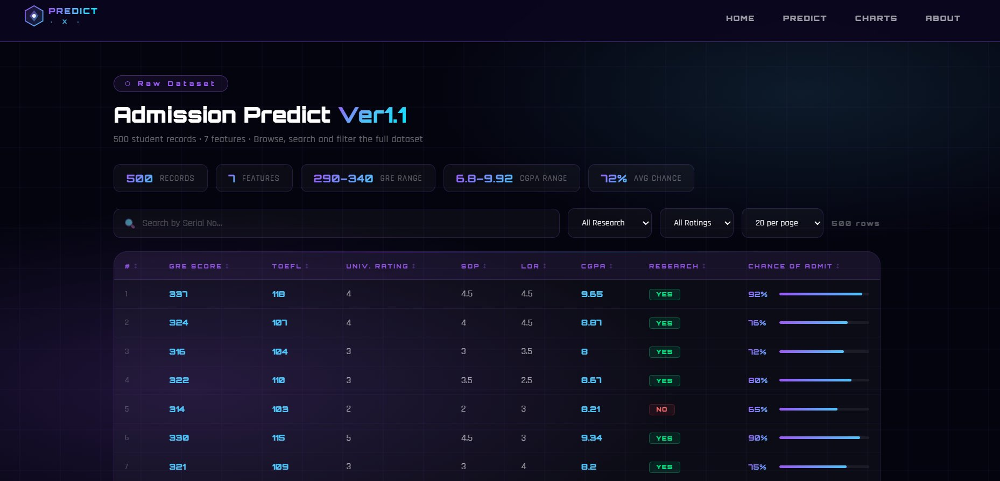 PREDICT
· X ·
HOME PREDICT CHARTS ABOUT
Raw Dataset
Admission Predict Ver1.1
500 student records · 7 features · Browse, search and filter the full dataset
500 RECORDS 7 FEATURES 290–340 GRE RANGE 6.8–9.92 CGPA RANGE 72% AVG CHANCE
Search by Serial No... All Research All Ratings 20 per page 500 rows
# ↕ GRE SCORE ↕ TOEFL ↕ UNIV. RATING ↕ SOP ↕ LOR ↕ CGPA ↕ RESEARCH ↕ CHANCE OF ADMIT ↕
1 337 118 4 4.5 4.5 9.65 YES 92%
2 324 107 4 4 4.5 8.87 YES 76%
3 316 104 3 3 3.5 8 YES 72%
4 322 110 3 3.5 2.5 8.67 YES 80%
5 314 103 2 2 3 8.21 NO 65%
6 330 115 5 4.5 3 9.34 YES 90%
7 321 109 3 3 4 8.2 YES 75%